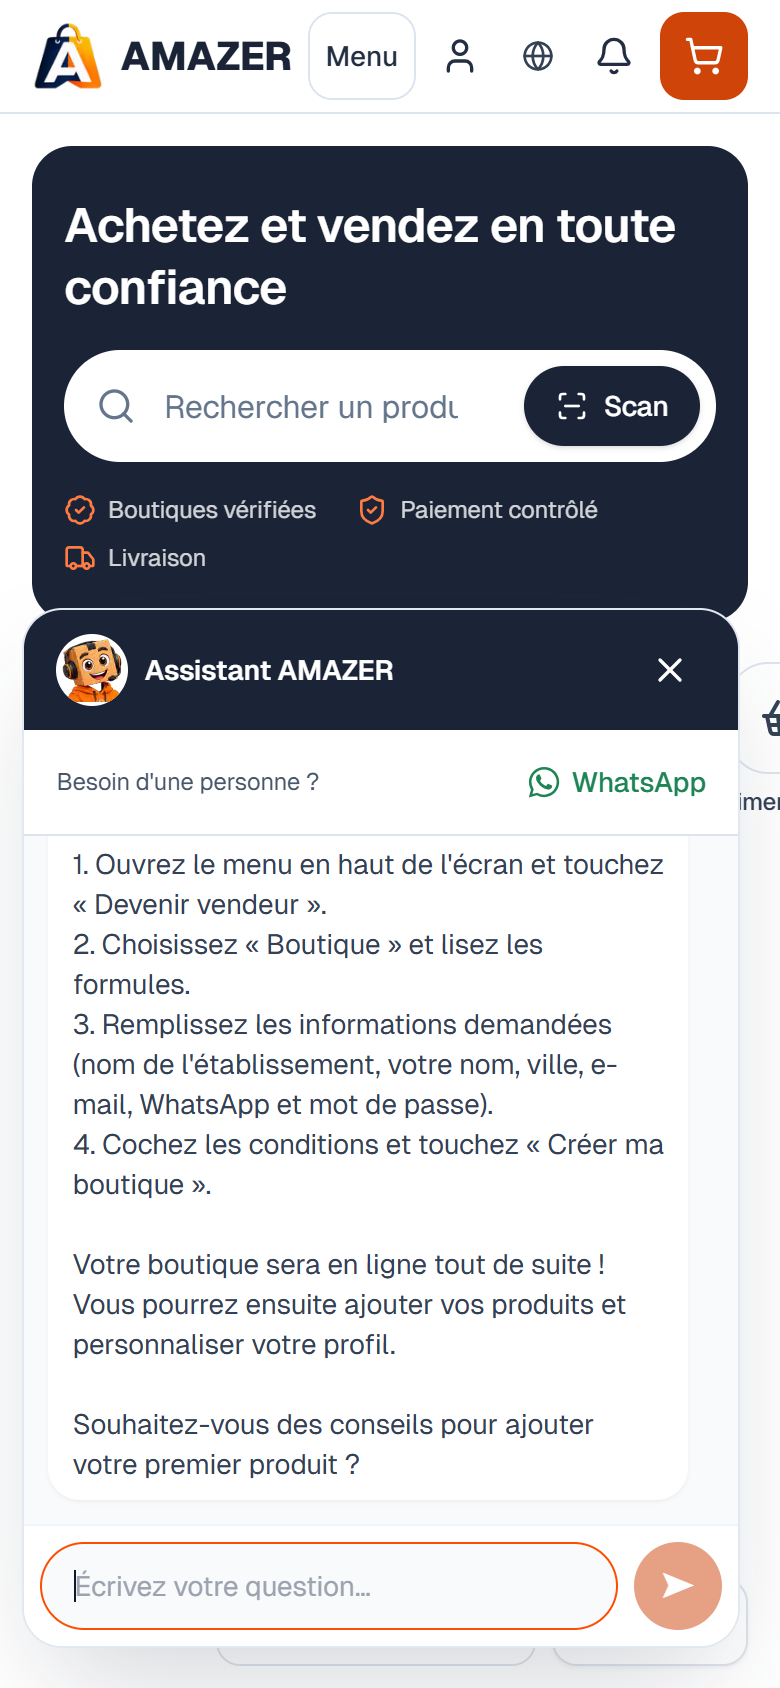 AMAZER
Menu
Achetez et vendez en toute
confiance
Rechercher un produ
Scan
Boutiques vérifiées
Paiement contrôlé
Livraison
Assistant AMAZER
Besoin d'une personne ?
WhatsApp
1. Ouvrez le menu en haut de l'écran et touchez
« Devenir vendeur ».
2. Choisissez « Boutique » et lisez les
formules.
3. Remplissez les informations demandées
(nom de l'établissement, votre nom, ville, e-
mail, WhatsApp et mot de passe).
4. Cochez les conditions et touchez « Créer ma
boutique ».
Votre boutique sera en ligne tout de suite !
Vous pourrez ensuite ajouter vos produits et
personnaliser votre profil.
Souhaitez-vous des conseils pour ajouter
votre premier produit ?
Écrivez votre question...